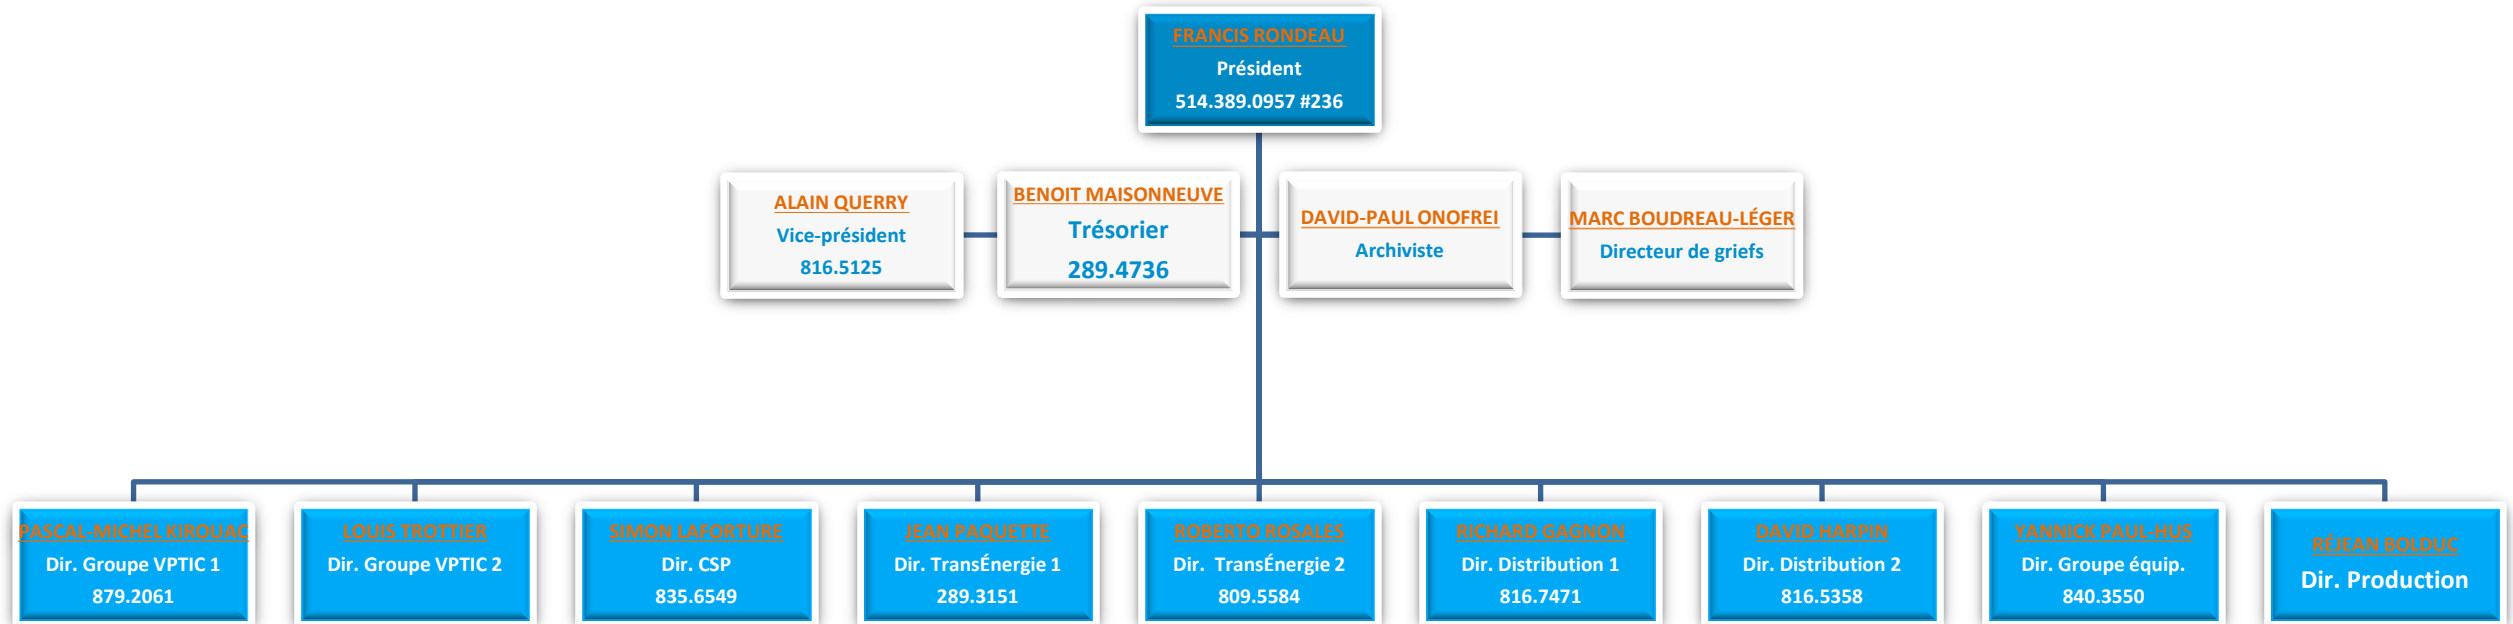 FRANCIS RONDEAU
Président
514.389.0957 #236
ALAIN QUERRY
Vice-président
816.5125
BENOIT MAISONNEUVE
Trésorier
289.4736
DAVID-PAUL ONOFREI
Archiviste
MARC BOUDREAU-LÉGER
Directeur de griefs
PASCAL-MICHEL KIROUAC
Dir. Groupe VPTIC 1
879.2061
LOUIS TROTTIER
Dir. Groupe VPTIC 2
SIMON LAFORTURE
Dir. CSP
835.6549
JEAN PAQUETTE
Dir. TransÉnergie 1
289.3151
ROBERTO ROSALES
Dir. TransÉnergie 2
809.5584
RICHARD GAGNON
Dir. Distribution 1
816.7471
DAVID HARPIN
Dir. Distribution 2
816.5358
YANNICK PAUL-HUS
Dir. Groupe équip.
840.3550
RÉJEAN BOLDUC
Dir. Production